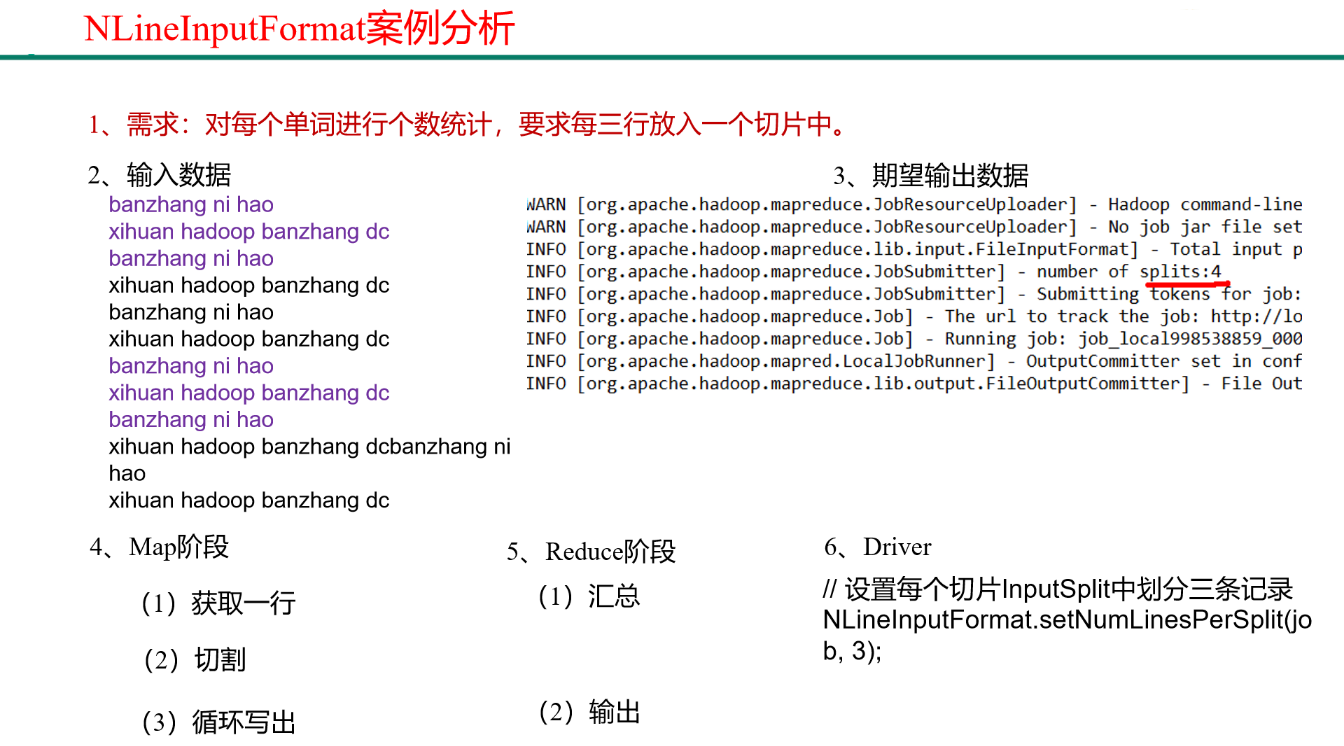 NLineInputFormat案例分析
1、需求：对每个单词进行个数统计，要求每三行放入一个切片中。
2、输入数据
banzhang ni hao
xihuan hadoop banzhang dc
banzhang ni hao
xihuan hadoop banzhang dc
banzhang ni hao
xihuan hadoop banzhang dc
banzhang ni hao
xihuan hadoop banzhang dc
banzhang ni hao
xihuan hadoop banzhang dcbanzhang ni
hao
xihuan hadoop banzhang dc
3、期望输出数据
WARN [org.apache.hadoop.mapreduce.JobResourceUploader] - Hadoop command-line
WARN [org.apache.hadoop.mapreduce.JobResourceUploader] - No job jar file set
INFO [org.apache.hadoop.mapreduce.lib.input.FileInputFormat] - Total input p
INFO [org.apache.hadoop.mapreduce.JobSubmitter] - number of splits:4
INFO [org.apache.hadoop.mapreduce.JobSubmitter] - Submitting tokens for job:
INFO [org.apache.hadoop.mapreduce.Job] - The url to track the job: http://lo
INFO [org.apache.hadoop.mapreduce.Job] - Running job: job_local998538859_000
INFO [org.apache.hadoop.mapred.LocalJobRunner] - OutputCommitter set in conf
INFO [org.apache.hadoop.mapreduce.lib.output.FileOutputCommitter] - File Out
4、Map阶段
（1）获取一行
（2）切割
（3）循环写出
5、Reduce阶段
（1）汇总
（2）输出
6、Driver
// 设置每个切片InputSplit中划分三条记录
NLineInputFormat.setNumLinesPerSplit(jo
b, 3);